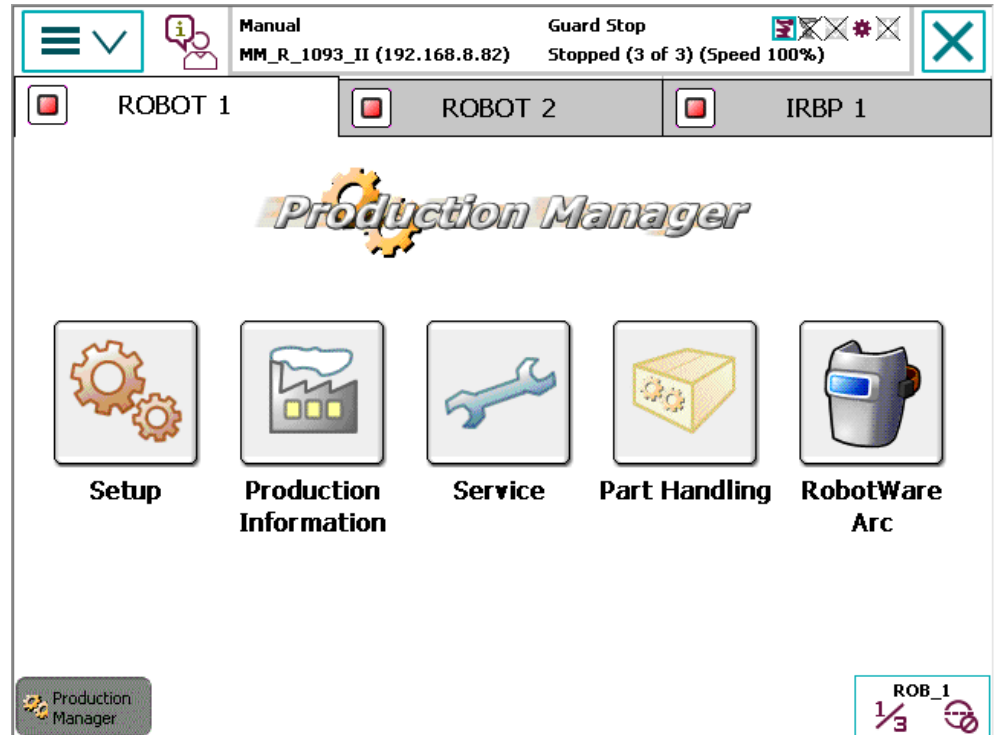 Manual
Guard Stop
MM_R_1093_II (192.168.8.82)
Stopped (3 of 3) (Speed 100%)
ROBOT 1
ROBOT 2
IRBP 1
Production Manager
Setup
Production
Information
Service
Part Handling
RobotWare
Arc
Production
Manager
ROB_1
1/3